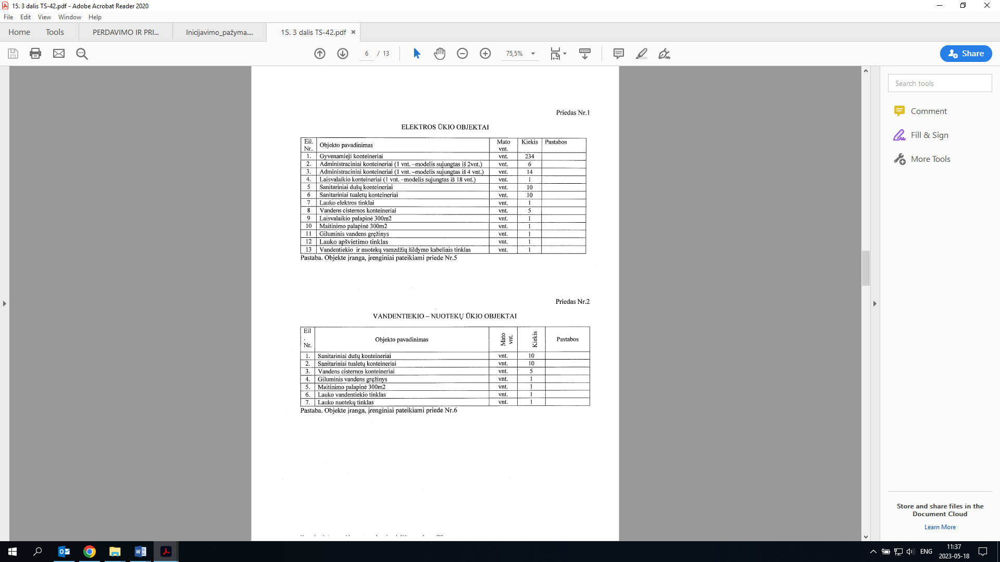 15. 3 dalis TS-42.pdf - Adobe Acrobat Reader 2020
File Edit View Window Help
Home Tools PERDAVIMO IR PRI... Inicijavimo_pažyma.... 15. 3 dalis TS-42.pdf
6 / 13 75,5% Share
Search tools
Comment
Fill & Sign
More Tools
Store and share files in the
Document Cloud
Learn More
Priedas Nr.1
ELEKTROS ŪKIO OBJEKTAI
Eil. Nr.. Objekto pavadinimas Mato vnt. Kiekis Pastabos
1. Gyvenamieji konteineriai vnt. 234
2. Administraciniai konteineriai (1 vnt. –modelis sujungtas iš 2vnt.) vnt. 6
3. Administraciniai konteineriai (1 vnt. –modelis sujungtas iš 4 vnt.) vnt. 14
4. Laisvalaikio konteineriai (1 vnt. –modelis sujungtas iš 18 vnt.) vnt. 1
5 Sanitariniai dušų konteineriai vnt. 10
6 Sanitariniai tualetų konteineriai vnt. 10
7 Lauko elektros tinklai vnt. 1
8 Vandens cisternos konteineriai vnt. 5
9 Laisvalaikio palapinė 300m2 vnt. 1
10 Maitinimo palapinė 300m2 vnt. 1
11 Giluminis vandens gręžinys vnt. 1
12 Lauko apšvietimo tinklas vnt. 1
13 Vandentiekio ir nuotekų vamzdžių šildymo kabeliais tinklas vnt. 1
Pastaba. Objekte įranga, įrenginiai pateikiami priede Nr.5
Priedas Nr.2
VANDENTIEKIO – NUOTEKŲ ŪKIO OBJEKTAI
Eil . Nr. Objekto pavadinimas Mato vnt. Kiekis Pastabos
1. Sanitariniai dušų konteineriai vnt. 10
2. Sanitariniai tualetų konteineriai vnt. 10
3. Vandens cisternos konteineriai vnt. 5
4. Giluminis vandens gręžinys vnt. 1
5. Maitinimo palapinė 300m2 vnt. 1
6. Lauko vandentiekio tinklas vnt. 1
7. Lauko nuotekų tinklas vnt. 1
Pastaba. Objekte įranga, įrenginiai pateikiami priede Nr.6
ENG
11:37
2023-05-18